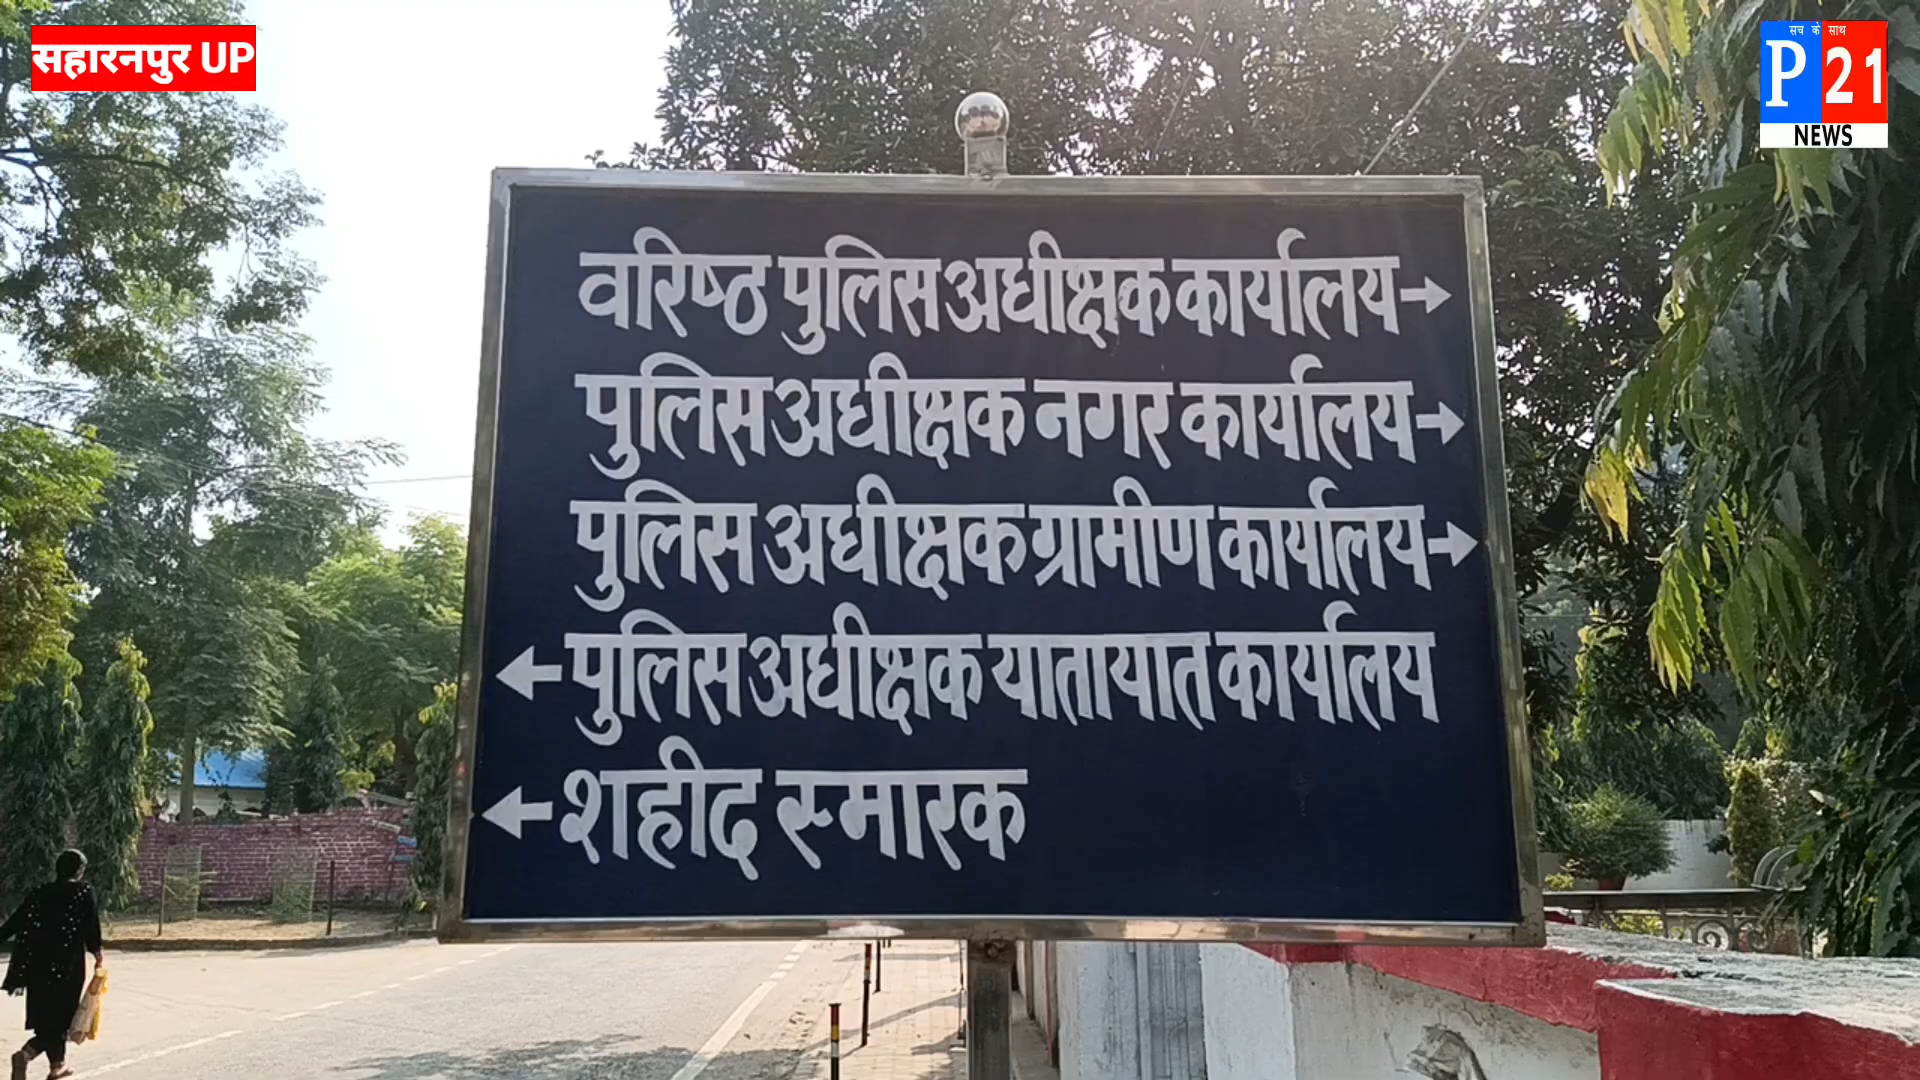 सहारनपुर UP
सच के साथ
P21
NEWS
वरिष्ठ पुलिस अधीक्षक कार्यालय→
पुलिस अधीक्षक नगर कार्यालय→
पुलिस अधीक्षक ग्रामीण कार्यालय→
←पुलिस अधीक्षक यातायात कार्यालय
←शहीद स्मारक